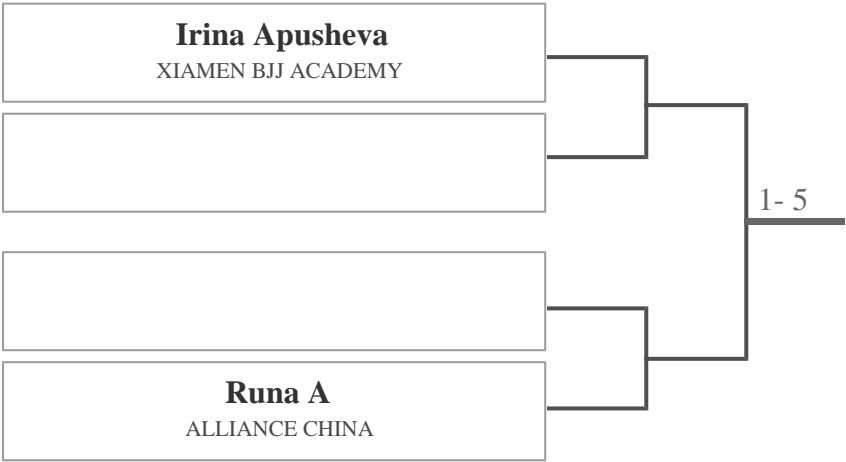 Irina Apusheva
XIAMEN BJJ ACADEMY
1- 5
Runa A
ALLIANCE CHINA